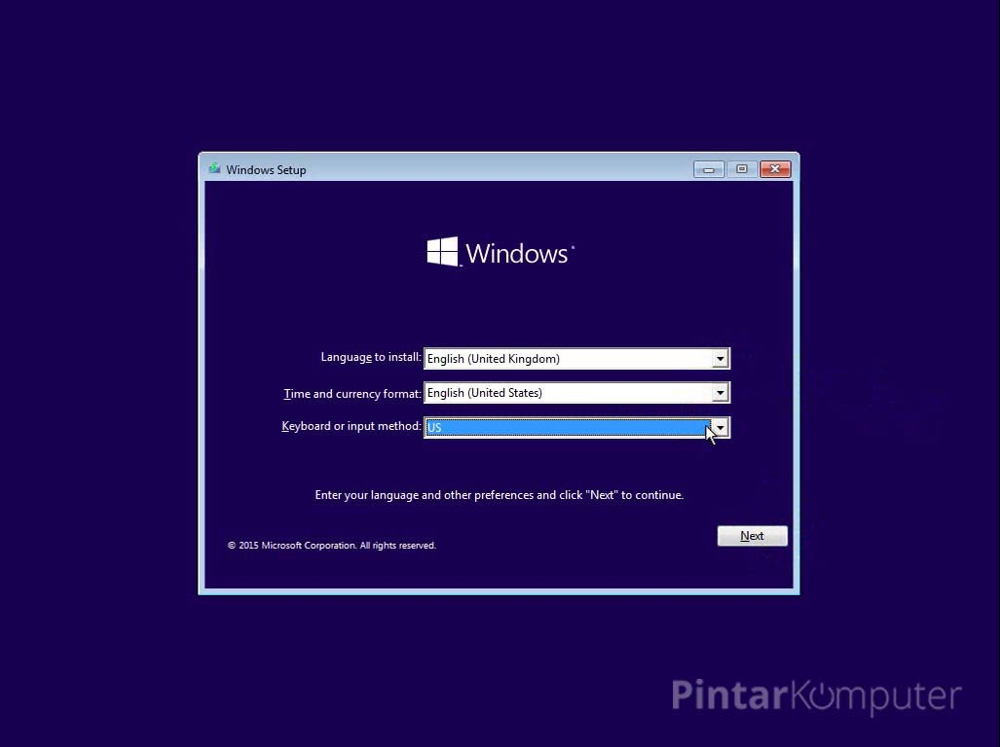 Windows Setup
Windows
Language to install: English (United Kingdom)
Time and currency format: English (United States)
Keyboard or input method: US
Enter your language and other preferences and click "Next" to continue.
Next
© 2015 Microsoft Corporation. All rights reserved.
PintarKomputer